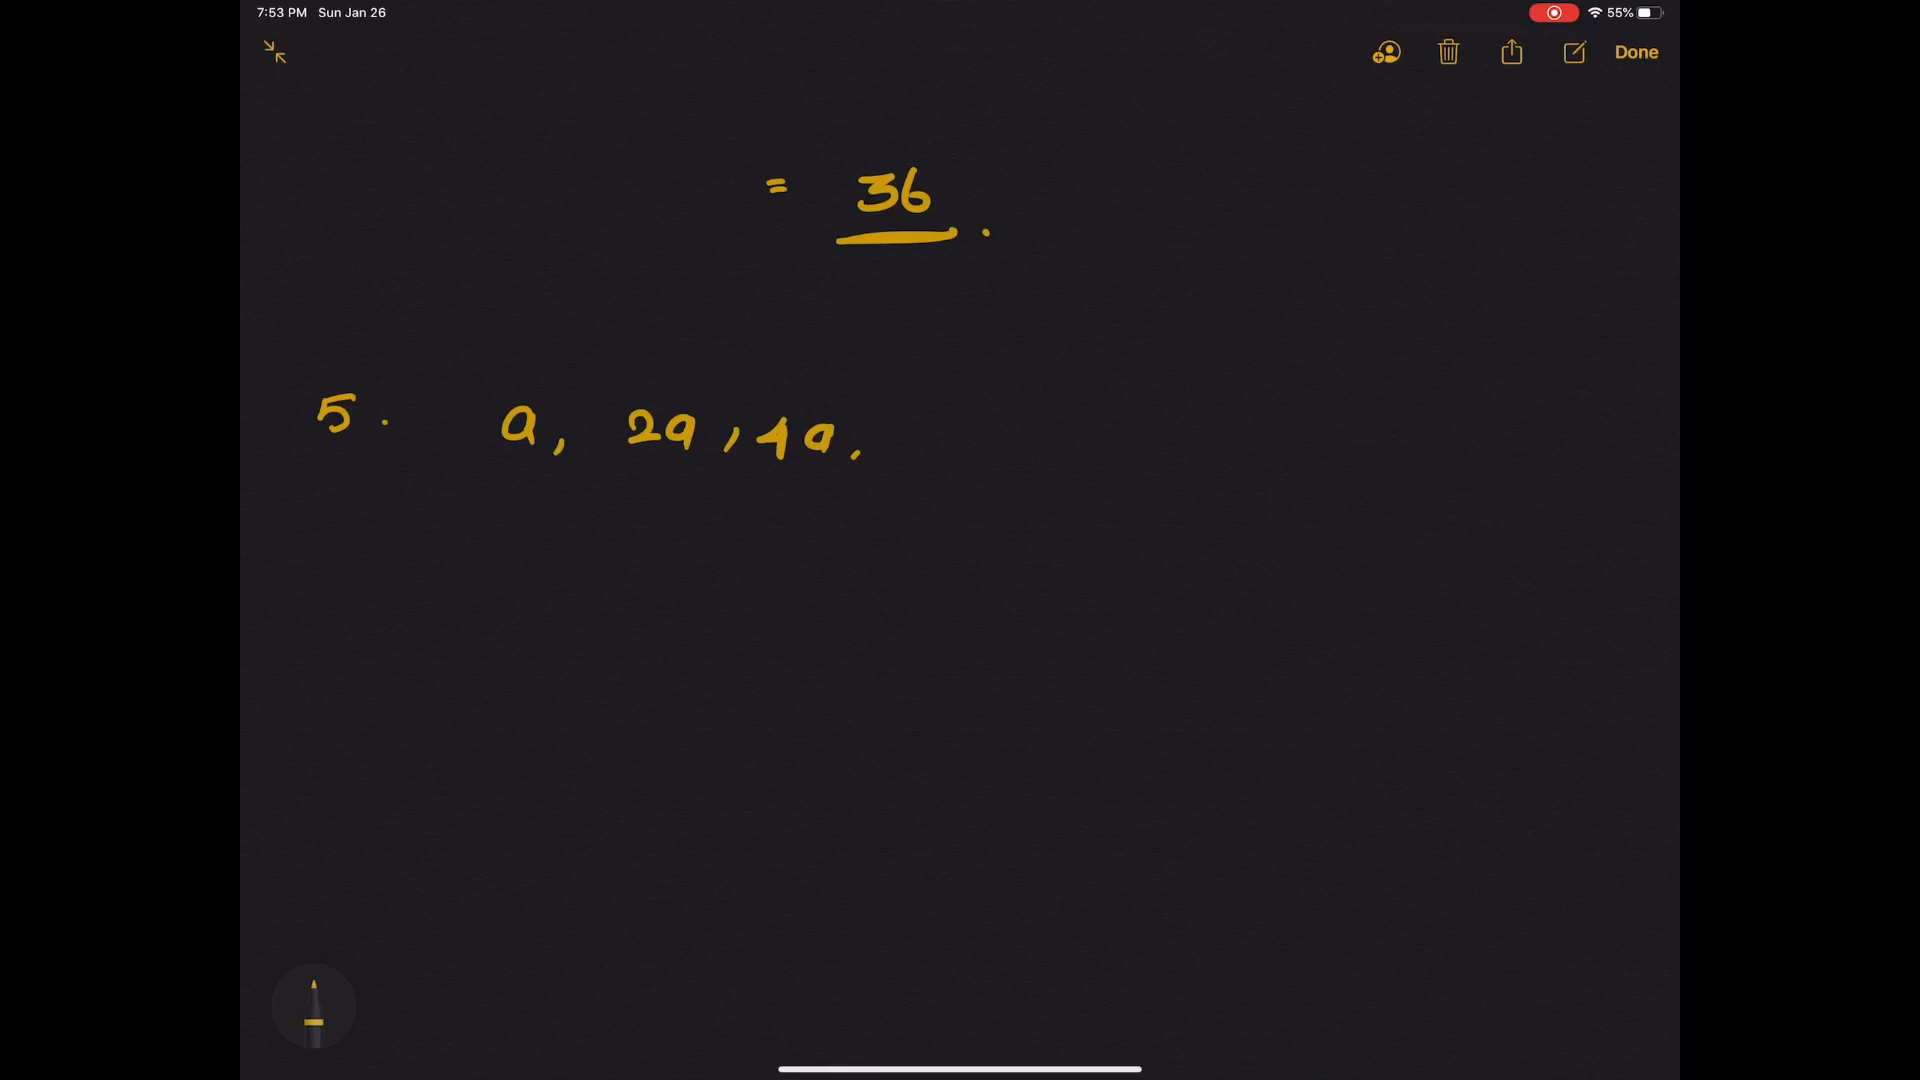 7:53 PM Sun Jan 26
55%
Done
= 36.
5. a, 2a, 4a.